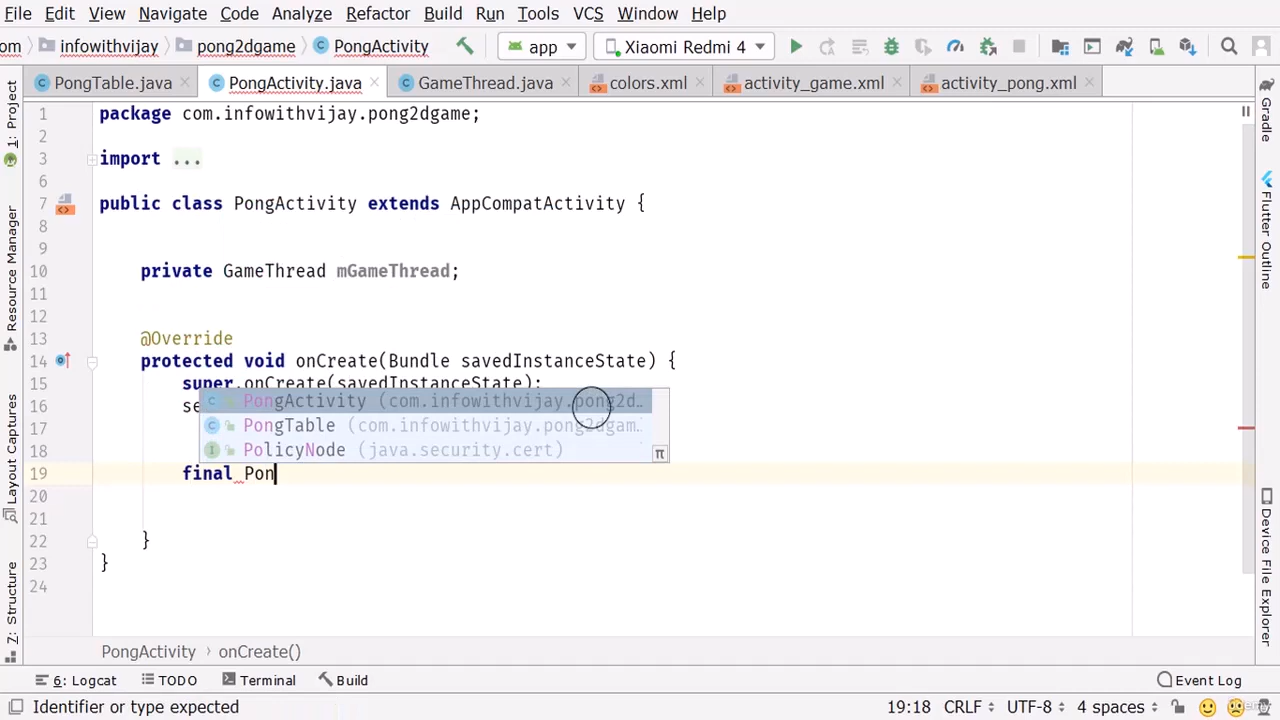 File Edit View Navigate Code Analyze Refactor Build Run Tools VCS Window Help
om infowithvijay pong2dgame PongActivity app Xiaomi Redmi 4
PongTable.java PongActivity.java GameThread.java colors.xml activity_game.xml activity_pong.xml
1: Project
Resource Manager
Layout Captures
7: Structure
1 package com.infowithvijay.pong2dgame;
2
3 import ...
6
7 public class PongActivity extends AppCompatActivity {
8
9
10 private GameThread mGameThread;
11
12
13 @Override
14 protected void onCreate(Bundle savedInstanceState) {
15 super.onCreate(savedInstanceState);
16 se
PongActivity (com.infowithvijay.pong2d…
17
PongTable (com.infowithvijay.pong2dgam…
18
PolicyNode (java.security.cert) π
19 final Pon
20
21
22 }
23 }
24
Gradle
Flutter Outline
Device File Explorer
PongActivity › onCreate()
6: Logcat TODO Terminal Build Event Log
Identifier or type expected 19:18 CRLF UTF-8 4 spaces